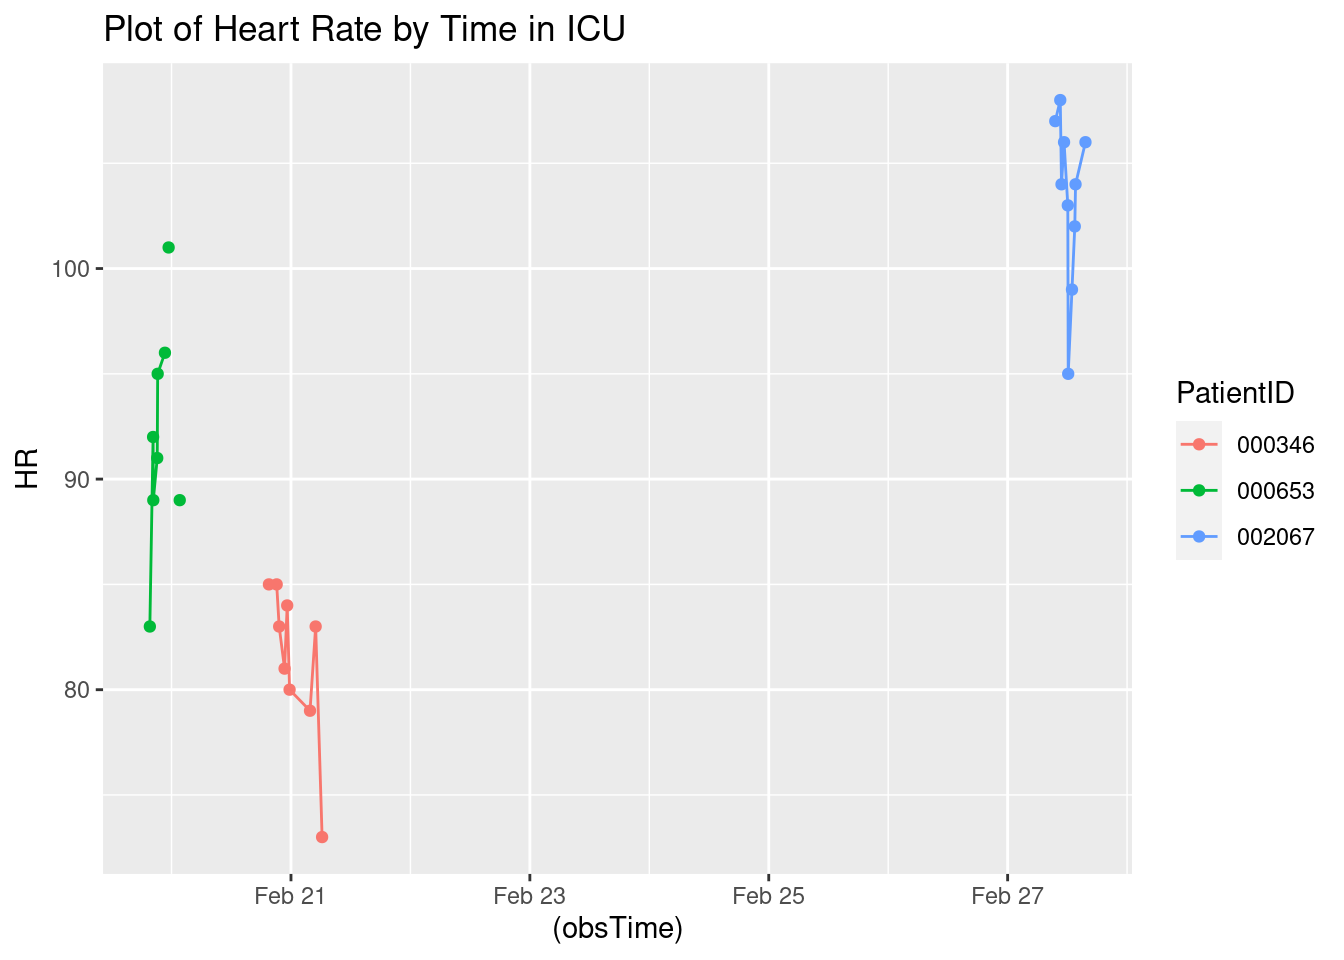 Plot of Heart Rate by Time in ICU
HR
100
90
80
Feb 21
Feb 23
Feb 25
Feb 27
(obsTime)
PatientID
000346
000653
002067